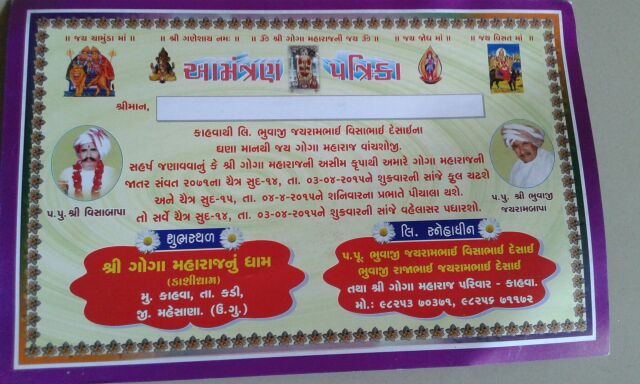 ॥ જય ચામુંડા માં ॥ ॥ શ્રી ગણેશાય નમઃ ॥ ॥ ૐ શ્રી ગોગા મહારાજની જય ૐ ॥ ॥ જય જોધ માં ॥ ॥ જય વિસત માં ॥
આમંત્રણ પત્રિકા
શ્રીમાન,
કાહવાથી લિ. ભુવાજી જયરામભાઈ વિસાભાઈ દેસાઈના
ઘણા માનથી જય ગોગા મહારાજ વાંચશોજી.
સહર્ષ જણાવવાનું કે શ્રી ગોગા મહારાજની અસીમ કૃપાથી અમારે ગોગા મહારાજની
જાતર સંવત ૨૦૭૧ના ચૈત્ર સુદ-૧૪, તા. ૦૩-૦૪-૨૦૧૫ને શુક્રવારની સાંજે ફુલ ચઢશે
અને ચૈત્ર સુદ-૧૫, તા. ૦૪-૪-૨૦૧૫ને શનિવારના પ્રભાતે પીયાલા થશે.
તો સર્વે ચૈત્ર સુદ-૧૪, તા. ૦૩-૦૪-૨૦૧૫ને શુક્રવારની સાંજે વહેલાસર પધારશો.
પ.પુ.શ્રી વિસાબાપા
પ.પુ. શ્રી ભુવાજી
જયરામબાપા
શુભસ્થળ
શ્રી ગોગા મહારાજનું ધામ
(કાશીધામ)
મુ. કાહવા, તા. કડી,
જી. મહેસાણા. (ઉ.ગુ.)
લિ. સ્નેહાધીન
પ.પૂ. ભુવાજી જયરામભાઈ વિસાભાઈ દેસાઈ
ભુવાજી રાજાભાઈ જયરામભાઈ દેસાઈ
તથા શ્રી ગોગા મહારાજ પરિવાર - કાહવા.
મો.: ૯૮૨૫૩ ૭૦૩૭૧, ૯૮૨૫૬ ૭૧૧૭૨